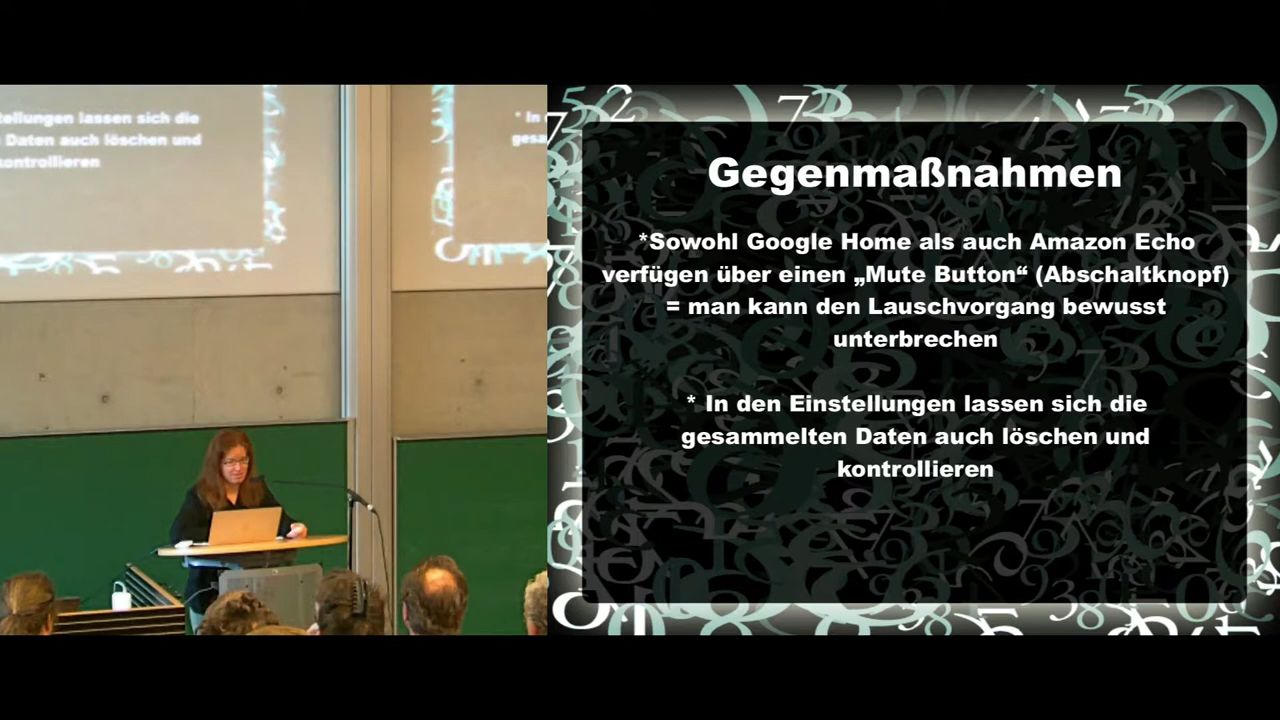 tellungen lassen sich die
Daten auch löschen und
kontrollieren
* In
gesa
Gegenmaßnahmen
*Sowohl Google Home als auch Amazon Echo
verfügen über einen „Mute Button“ (Abschaltknopf)
= man kann den Lauschvorgang bewusst
unterbrechen
* In den Einstellungen lassen sich die
gesammelten Daten auch löschen und
kontrollieren